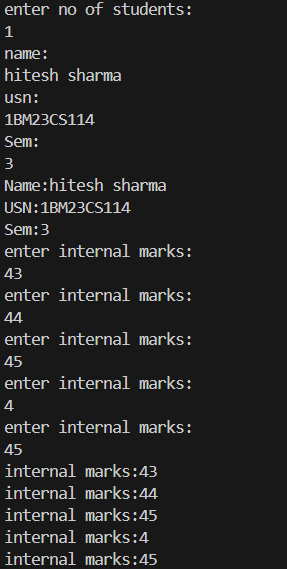 enter no of students:
1
name:
hitesh sharma
usn:
1BM23CS114
Sem:
3
Name:hitesh sharma
USN:1BM23CS114
Sem:3
enter internal marks:
43
enter internal marks:
44
enter internal marks:
45
enter internal marks:
4
enter internal marks:
45
internal marks:43
internal marks:44
internal marks:45
internal marks:4
internal marks:45